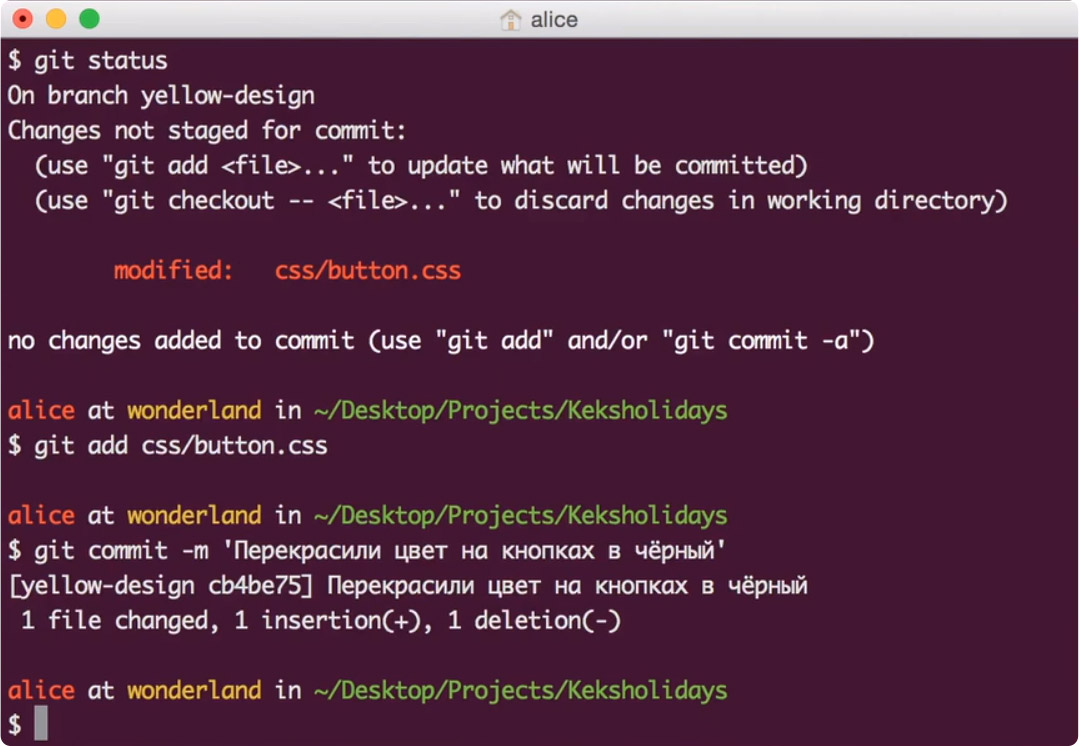 alice
$ git status
On branch yellow-design
Changes not staged for commit:
  (use "git add <file>..." to update what will be committed)
  (use "git checkout -- <file>..." to discard changes in working directory)
        modified:   css/button.css
no changes added to commit (use "git add" and/or "git commit -a")
alice at wonderland in ~/Desktop/Projects/Keksholidays
$ git add css/button.css
alice at wonderland in ~/Desktop/Projects/Keksholidays
$ git commit -m 'Перекрасили цвет на кнопках в чёрный'
[yellow-design cb4be75] Перекрасили цвет на кнопках в чёрный
 1 file changed, 1 insertion(+), 1 deletion(-)
alice at wonderland in ~/Desktop/Projects/Keksholidays
$